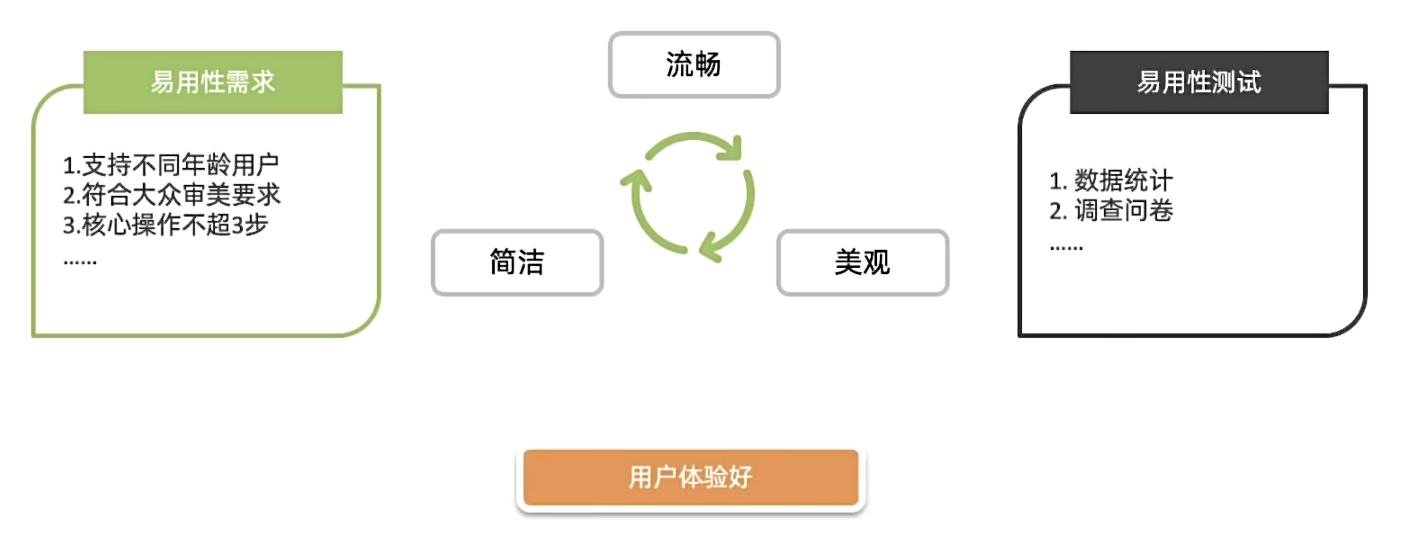 易用性需求
1.支持不同年龄用户
2.符合大众审美要求
3.核心操作不超3步
......
流畅
简洁
美观
易用性测试
1. 数据统计
2. 调查问卷
......
用户体验好